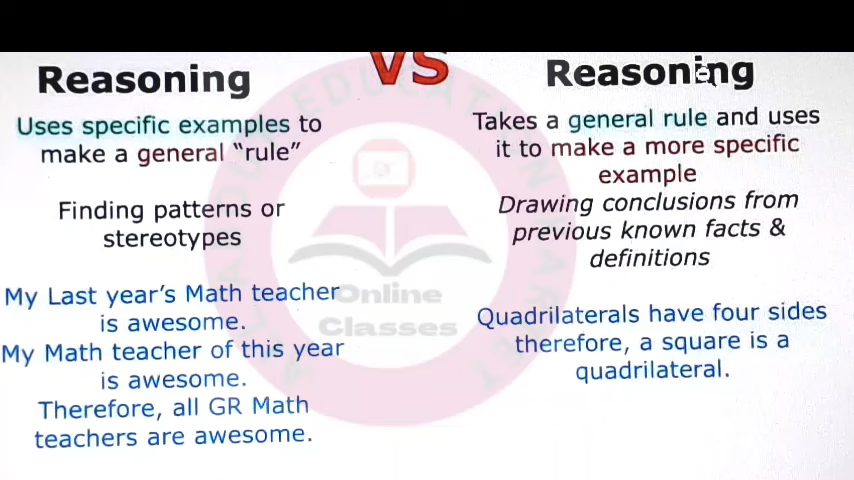 Reasoning
Uses specific examples to
make a general “rule”
Finding patterns or
stereotypes
My Last year's Math teacher
is awesome.
My Math teacher of this year
is awesome.
Therefore, all GR Math
teachers are awesome.
VS
Reasoning
Takes a general rule and uses
it to make a more specific
example
Drawing conclusions from
previous known facts &
definitions
Quadrilaterals have four sides
therefore, a square is a
quadrilateral.
Online
Classes